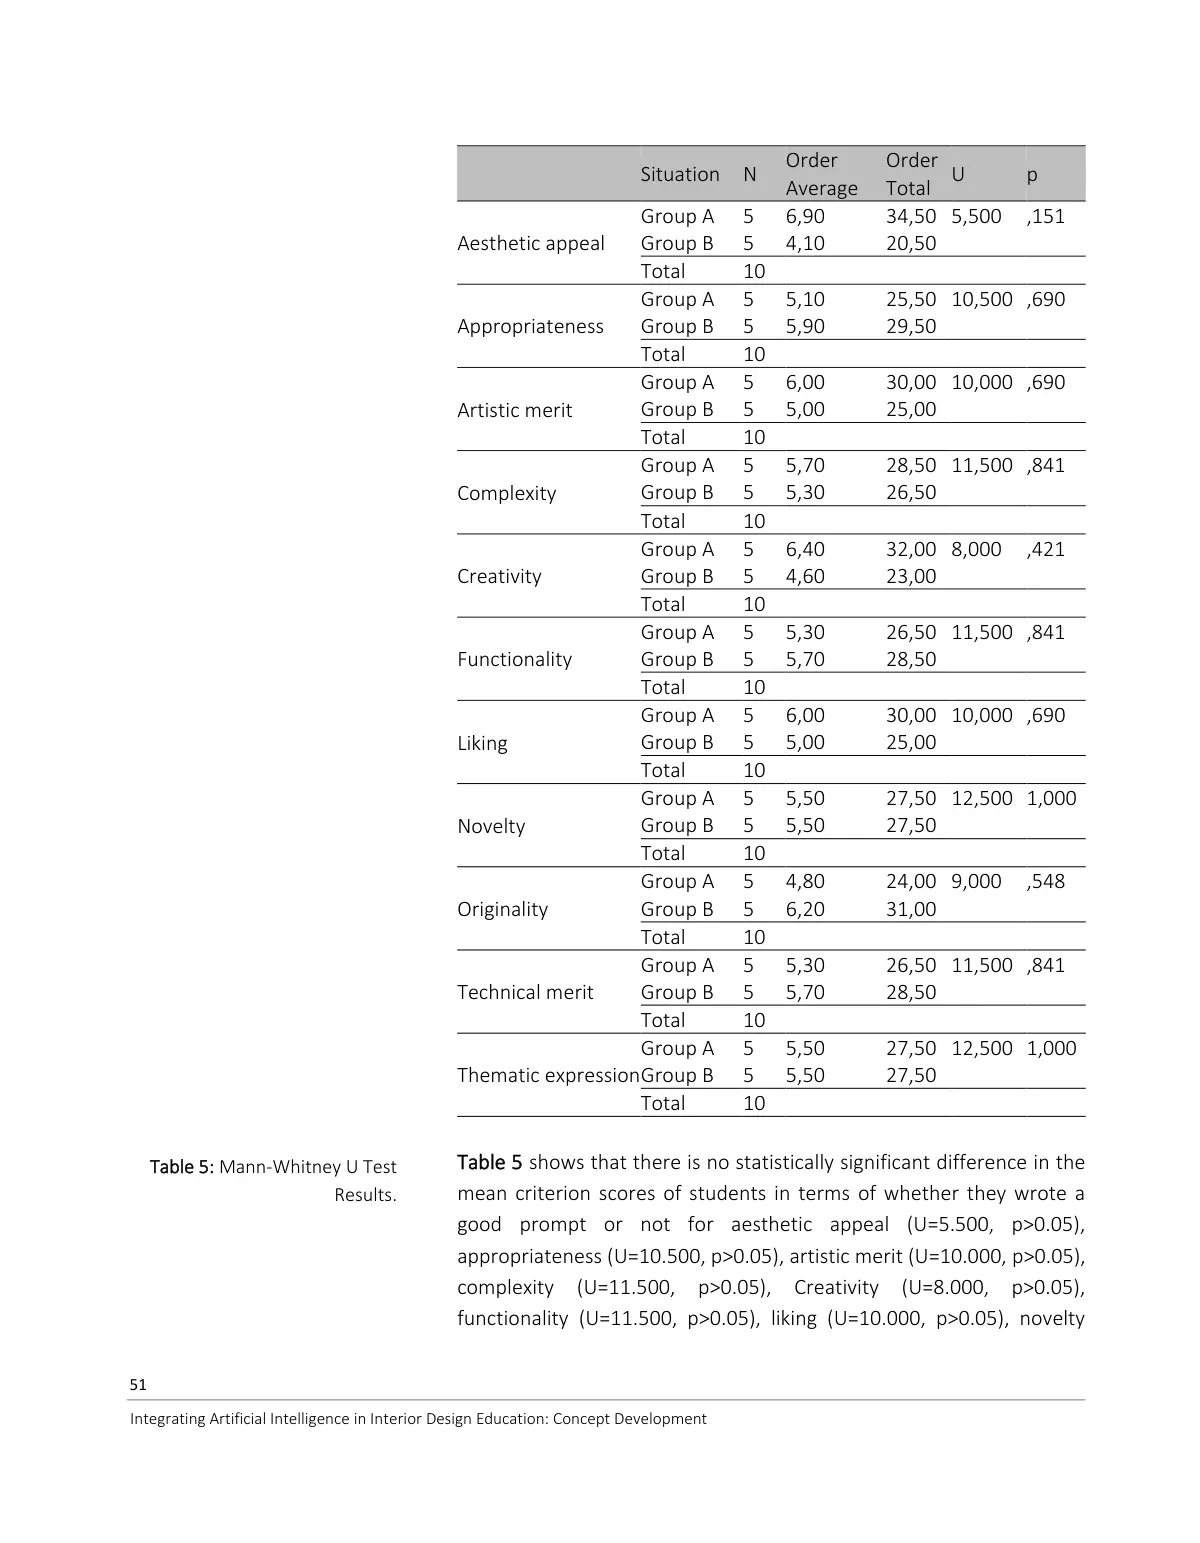 Situation N Order Average Order Total U p
Group A 5 6,90 34,50 5,500 ,151
Aesthetic appeal Group B 5 4,10 20,50
Total 10
Group A 5 5,10 25,50 10,500 ,690
Appropriateness Group B 5 5,90 29,50
Total 10
Group A 5 6,00 30,00 10,000 ,690
Artistic merit Group B 5 5,00 25,00
Total 10
Group A 5 5,70 28,50 11,500 ,841
Complexity Group B 5 5,30 26,50
Total 10
Group A 5 6,40 32,00 8,000 ,421
Creativity Group B 5 4,60 23,00
Total 10
Group A 5 5,30 26,50 11,500 ,841
Functionality Group B 5 5,70 28,50
Total 10
Group A 5 6,00 30,00 10,000 ,690
Liking Group B 5 5,00 25,00
Total 10
Group A 5 5,50 27,50 12,500 1,000
Novelty Group B 5 5,50 27,50
Total 10
Group A 5 4,80 24,00 9,000 ,548
Originality Group B 5 6,20 31,00
Total 10
Group A 5 5,30 26,50 11,500 ,841
Technical merit Group B 5 5,70 28,50
Total 10
Group A 5 5,50 27,50 12,500 1,000
Thematic expression Group B 5 5,50 27,50
Total 10
Table 5: Mann-Whitney U Test
Results.
Table 5 shows that there is no statistically significant difference in the
mean criterion scores of students in terms of whether they wrote a
good prompt or not for aesthetic appeal (U=5.500, p>0.05),
appropriateness (U=10.500, p>0.05), artistic merit (U=10.000, p>0.05),
complexity (U=11.500, p>0.05), Creativity (U=8.000, p>0.05),
functionality (U=11.500, p>0.05), liking (U=10.000, p>0.05), novelty
51
Integrating Artificial Intelligence in Interior Design Education: Concept Development